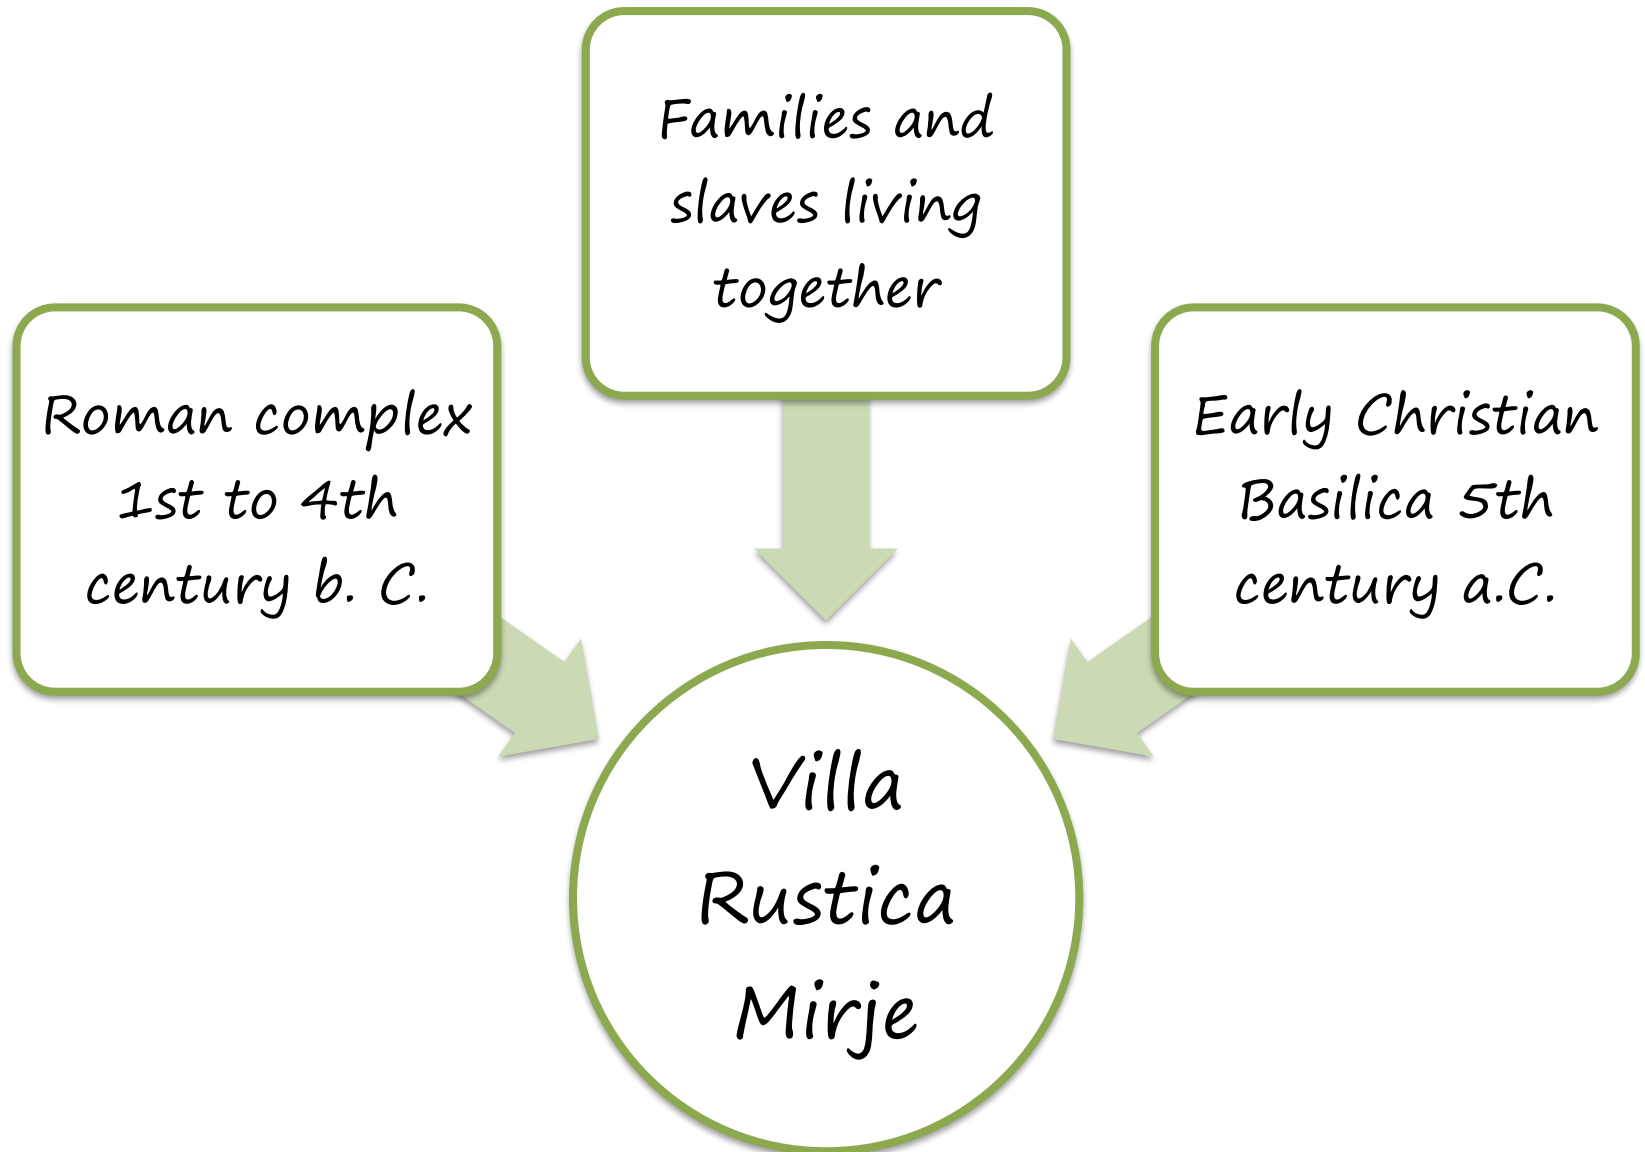 Families and
slaves living
together
Roman complex
1st to 4th
century b. C.
Early Christian
Basilica 5th
century a.C.
Villa
Rustica
Mirje